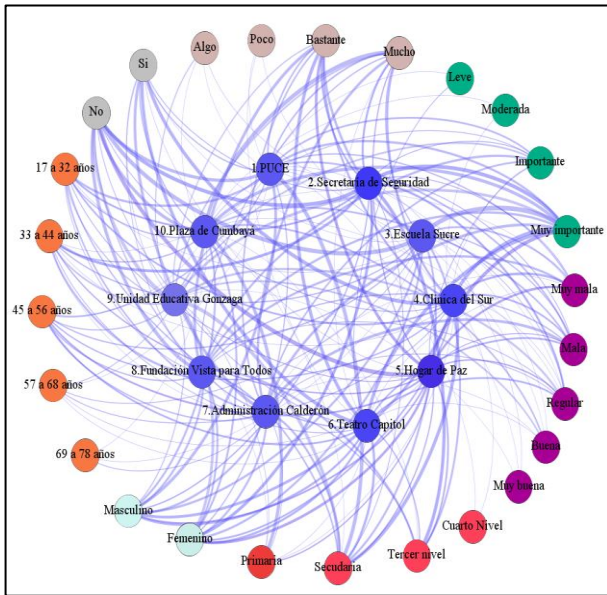 Poco
Bastante
Algo
Mucho
Si
Leve
No
Moderada
17 a 32 años
1.PUCE
Importante
2.Secretaria de Seguridad
33 a 44 años
10.Plaza de Cumbaya
3.Escuela Sucre
Muy importante
9.Unidad Educativa Gonzaga
4.Clinica del Sur
Muy mala
45 a 56 años
Mala
8.Fundación Vista para Todos
5.Hogar de Paz
57 a 68 años
7.Administración Calderón
Regular
6.Teatro Capitol
Buena
69 a 78 años
Muy buena
Masculino
Cuarto Nivel
Femenino
Tercer nivel
Primaria
Secudaria